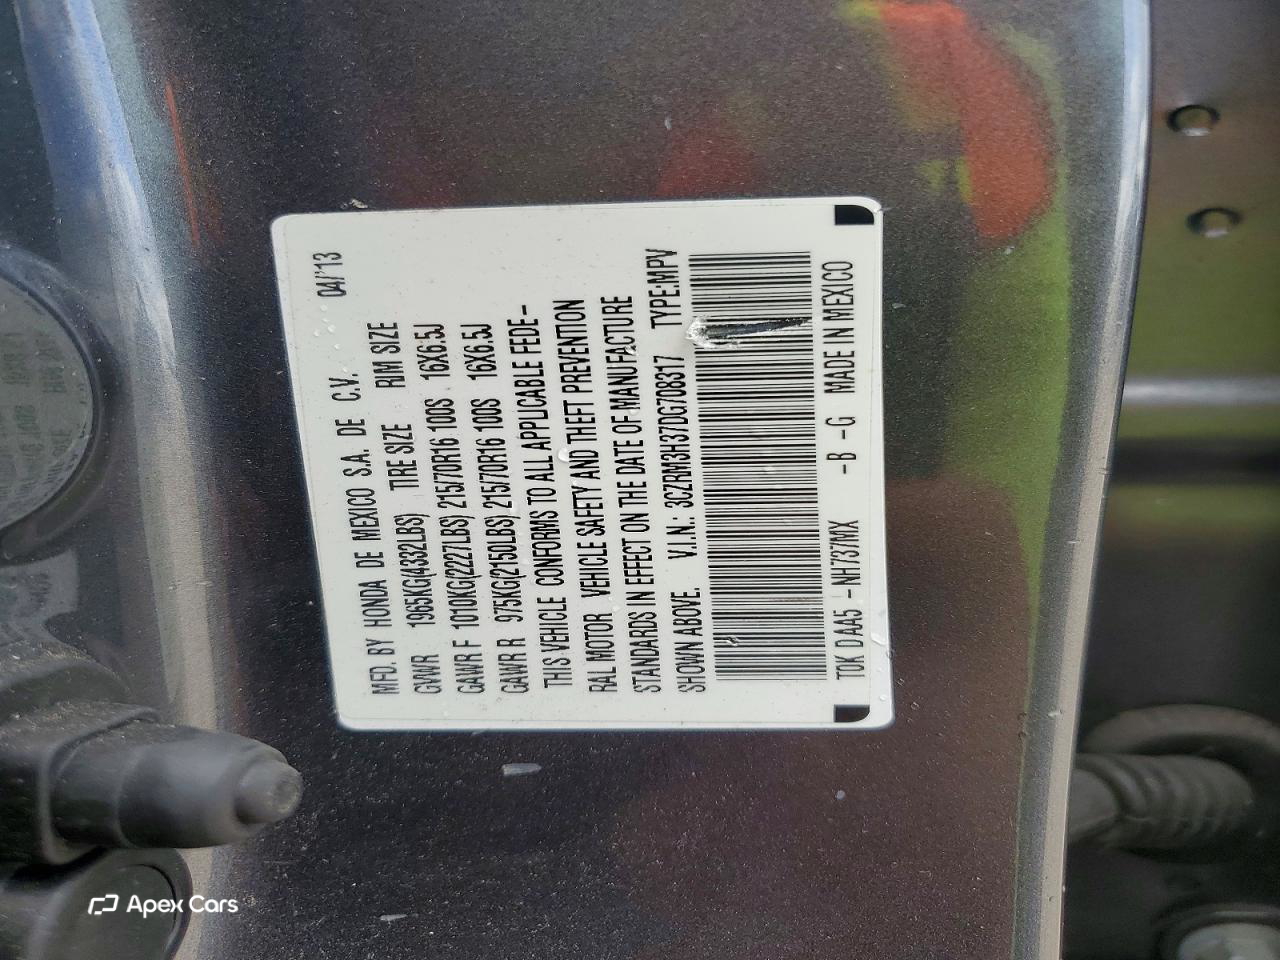 04/'13
MFD. BY HONDA DE MEXICO S.A. DE C.V.
GVWR 1965KG(4332LBS) TIRE SIZE RIM SIZE
GAWR F 1010KG(2227LBS) 215/70R16 100S 16X6.5J
GAWR R 975KG(2150LBS) 215/70R16 100S 16X6.5J
THIS VEHICLE CONFORMS TO ALL APPLICABLE FEDE-
RAL MOTOR VEHICLE SAFETY AND THEFT PREVENTION
STANDARDS IN EFFECT ON THE DATE OF MANUFACTURE
SHOWN ABOVE. V.I.N.: 3CZRM3H37DG708317 TYPE:MPV
T0K D AA5 -NH737MX -B -G MADE IN MEXICO
Apex Cars